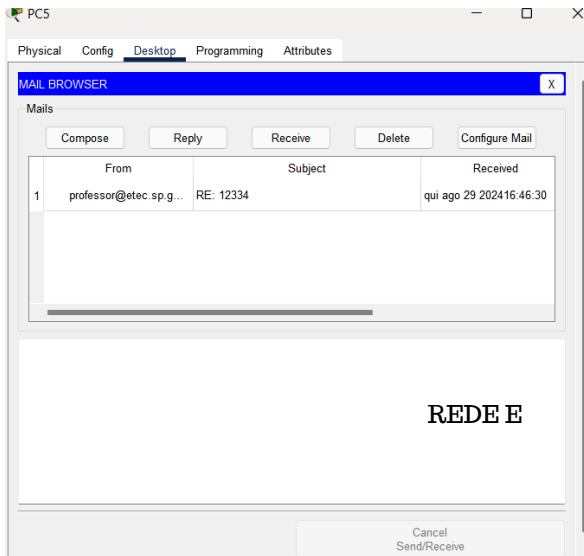 PC5
Physical Config Desktop Programming Attributes
MAIL BROWSER X
Mails
Compose Reply Receive Delete Configure Mail
From Subject Received
1 professor@etec.sp.g... RE: 12334 qui ago 29 202416:46:30
REDE E
Cancel
Send/Receive